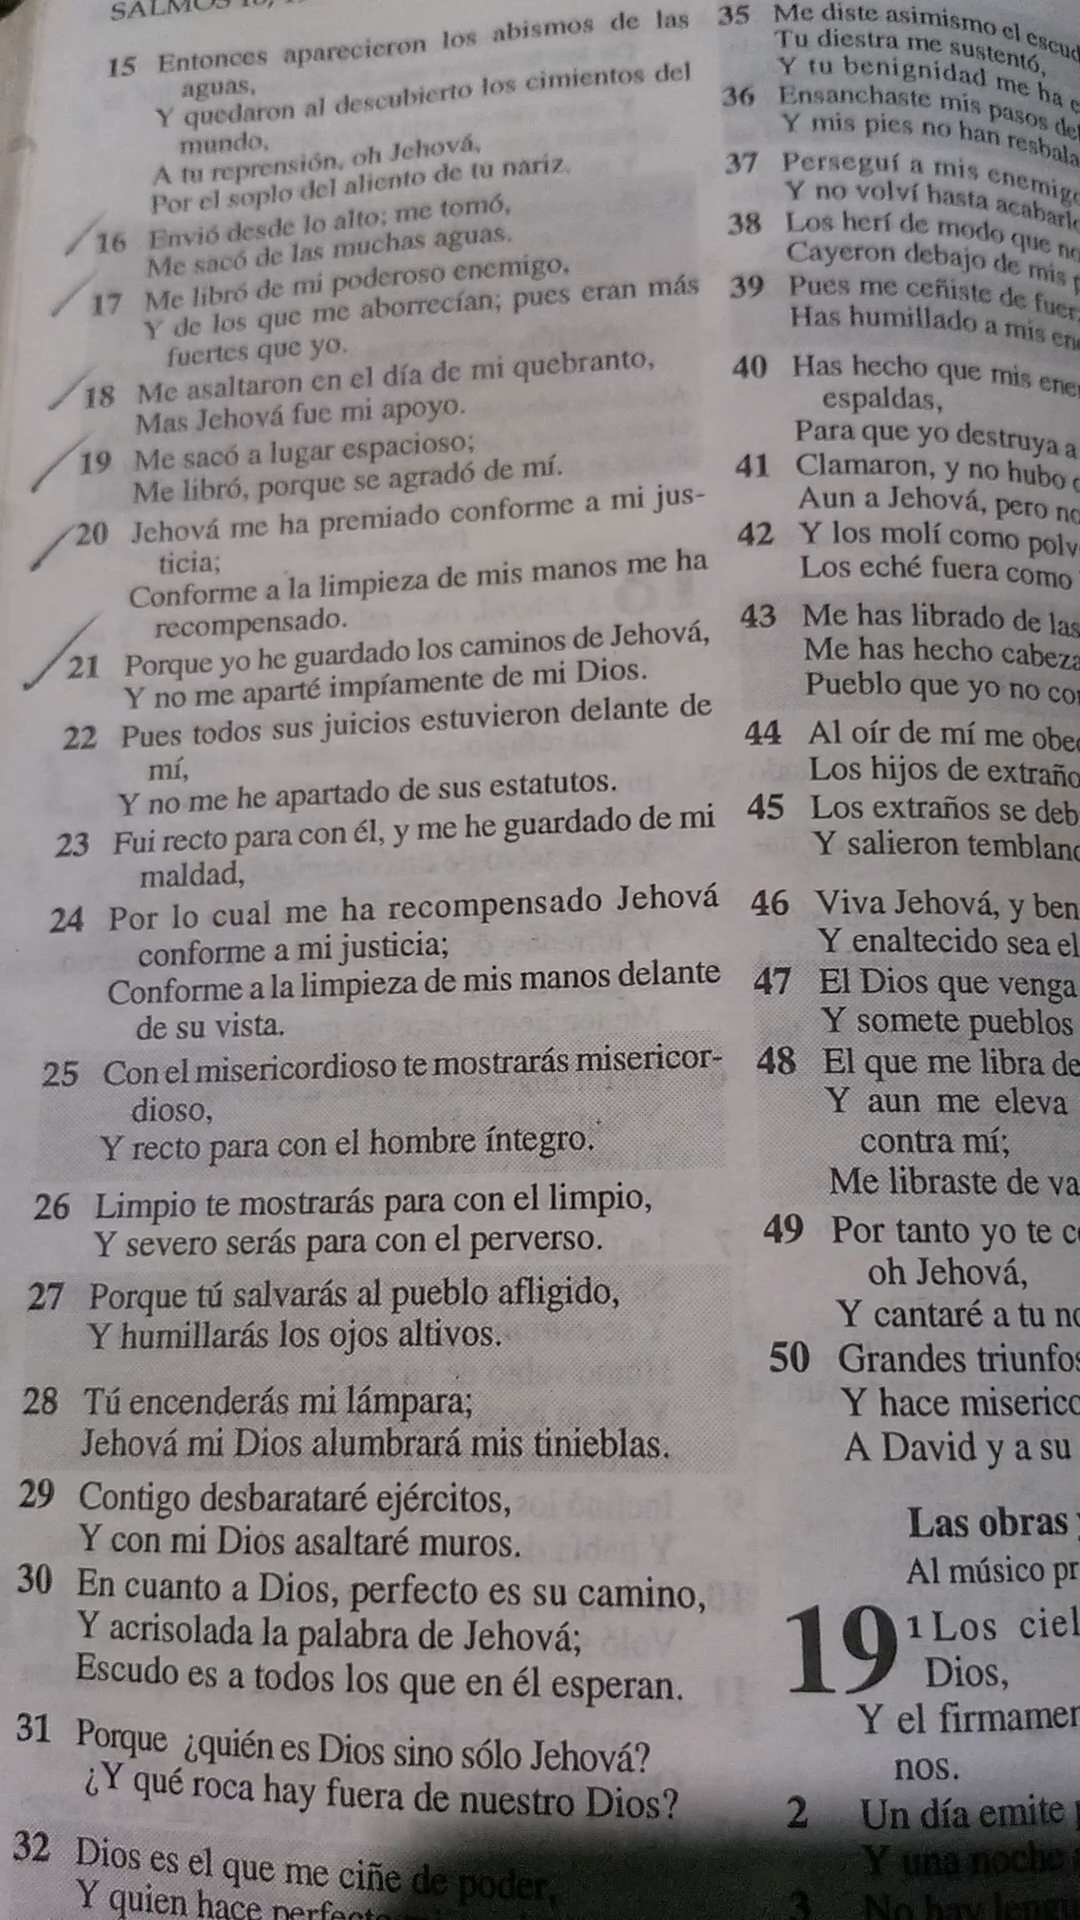 SALMOS
15 Entonces aparecieron los abismos de las
aguas,
Y quedaron al descubierto los cimientos del
mundo,
A tu reprensión, oh Jehová,
Por el soplo del aliento de tu nariz.
16 Envió desde lo alto; me tomó,
Me sacó de las muchas aguas.
17 Me libró de mi poderoso enemigo,
Y de los que me aborrecían; pues eran más
fuertes que yo.
18 Me asaltaron en el día de mi quebranto,
Mas Jehová fue mi apoyo.
19 Me sacó a lugar espacioso;
Me libró, porque se agradó de mí.
20 Jehová me ha premiado conforme a mi jus-
ticia;
Conforme a la limpieza de mis manos me ha
recompensado.
21 Porque yo he guardado los caminos de Jehová,
Y no me aparté impíamente de mi Dios.
22 Pues todos sus juicios estuvieron delante de
mí,
Y no me he apartado de sus estatutos.
23 Fui recto para con él, y me he guardado de mi
maldad,
24 Por lo cual me ha recompensado Jehová
conforme a mi justicia;
Conforme a la limpieza de mis manos delante
de su vista.
25 Con el misericordioso te mostrarás misericor-
dioso,
Y recto para con el hombre íntegro.
26 Limpio te mostrarás para con el limpio,
Y severo serás para con el perverso.
27 Porque tú salvarás al pueblo afligido,
Y humillarás los ojos altivos.
28 Tú encenderás mi lámpara;
Jehová mi Dios alumbrará mis tinieblas.
29 Contigo desbarataré ejércitos,
Y con mi Dios asaltaré muros.
30 En cuanto a Dios, perfecto es su camino,
Y acrisolada la palabra de Jehová;
Escudo es a todos los que en él esperan.
31 Porque ¿quién es Dios sino sólo Jehová?
¿Y qué roca hay fuera de nuestro Dios?
32 Dios es el que me ciñe de poder,
Y quien hace
35 Me diste asimismo el
Tu diestra me sustentó,
Y tu benignidad me ha
36 Ensanchaste mis pasos
Y mis pies no han
37 Perseguí a mis
Y no volví hasta
38 Los herí de modo que
Cayeron debajo de mis
39 Pues me ceñiste de
Has humillado a mis
40 Has hecho que mis
espaldas,
Para que yo destruya a
41 Clamaron, y no hubo
Aun a Jehová, pero
42 Y los molí como
Los eché fuera como
43 Me has librado de las
Me has hecho
Pueblo que yo no
44 Al oír de mí me
Los hijos de
45 Los extraños se
Y salieron
46 Viva Jehová, y
Y enaltecido sea el
47 El Dios que venga
Y somete pueblos
48 El que me libra de
Y aun me eleva
contra mí;
Me libraste de
49 Por tanto yo te
oh Jehová,
Y cantaré a tu
50 Grandes
Y hace
A David y a su
Las obras
Al músico
19 1 Los
Dios,
Y el
nos.
2 Un día emite
Y una noche
3 No hay